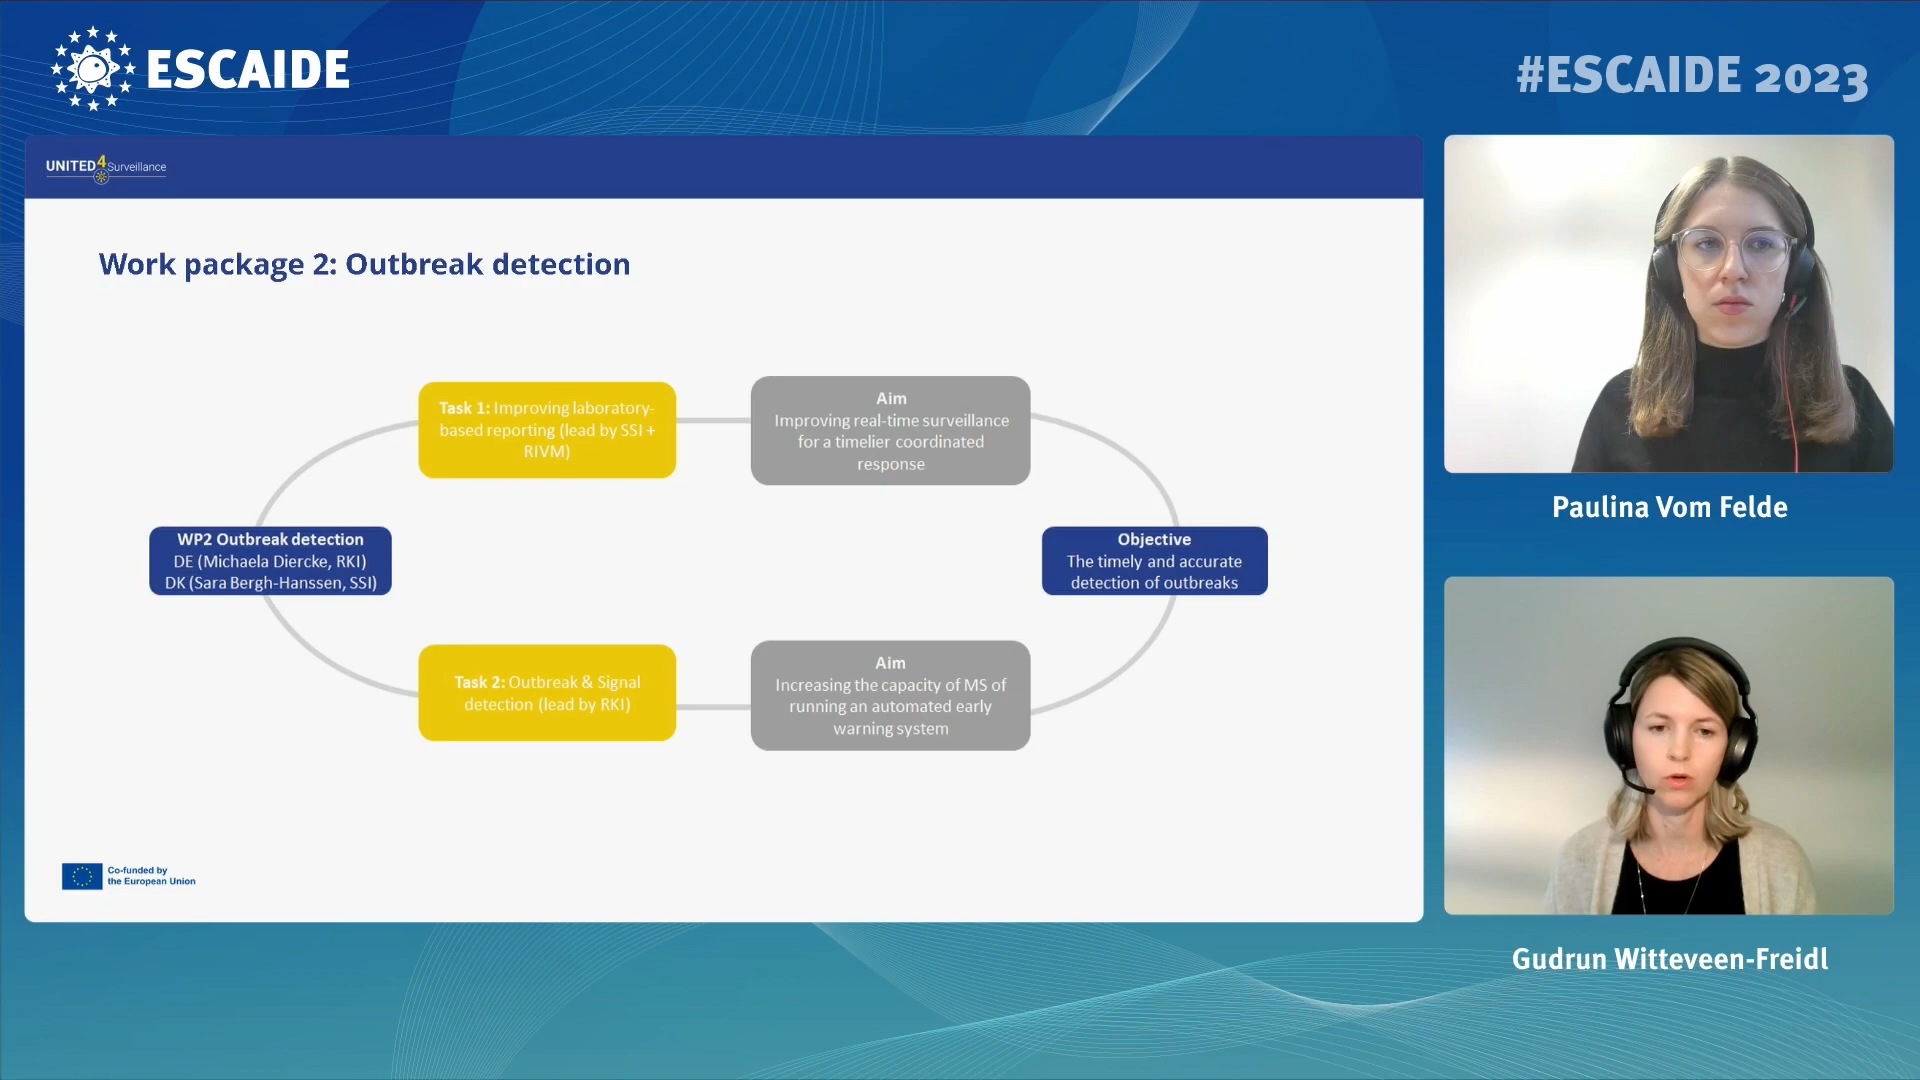 ESCAIDE
#ESCAIDE 2023
UNITED4Surveillance
Work package 2: Outbreak detection
Task 1: Improving laboratory-
based reporting (lead by SSI +
RIVM)
Aim
Improving real-time surveillance
for a timelier coordinated
response
WP2 Outbreak detection
DE (Michaela Diercke, RKI)
DK (Sara Bergh-Hanssen, SSI)
Objective
The timely and accurate
detection of outbreaks
Task 2: Outbreak & Signal
detection (lead by RKI)
Aim
Increasing the capacity of MS of
running an automated early
warning system
Co-funded by
the European Union
Paulina Vom Felde
Gudrun Witteveen-Freidl